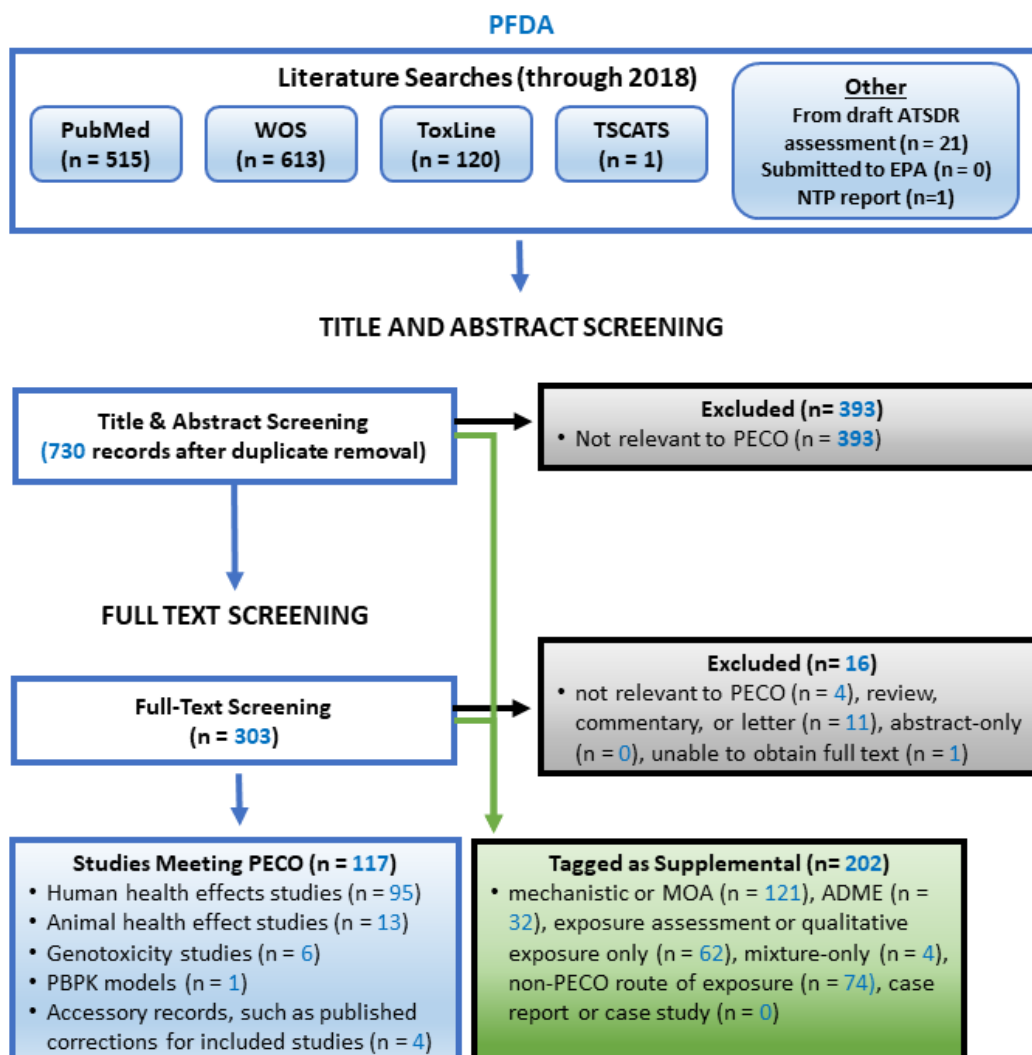 PFDA
Literature Searches (through 2018)
PubMed
(n = 515)
WOS
(n = 613)
ToxLine
(n = 120)
TSCATS
(n = 1)
Other
From draft ATSDR
assessment (n = 21)
Submitted to EPA (n = 0)
NTP report (n=1)
TITLE AND ABSTRACT SCREENING
Title & Abstract Screening
(730 records after duplicate removal)
Excluded (n= 393)
• Not relevant to PECO (n = 393)
FULL TEXT SCREENING
Full-Text Screening
(n = 303)
Excluded (n= 16)
• not relevant to PECO (n = 4), review,
commentary, or letter (n = 11), abstract-only
(n = 0), unable to obtain full text (n = 1)
Studies Meeting PECO (n = 117)
• Human health effects studies (n = 95)
• Animal health effect studies (n = 13)
• Genotoxicity studies (n = 6)
• PBPK models (n = 1)
• Accessory records, such as published
corrections for included studies (n = 4)
Tagged as Supplemental (n= 202)
• mechanistic or MOA (n = 121), ADME (n =
32), exposure assessment or qualitative
exposure only (n = 62), mixture-only (n = 4),
non-PECO route of exposure (n = 74), case
report or case study (n = 0)